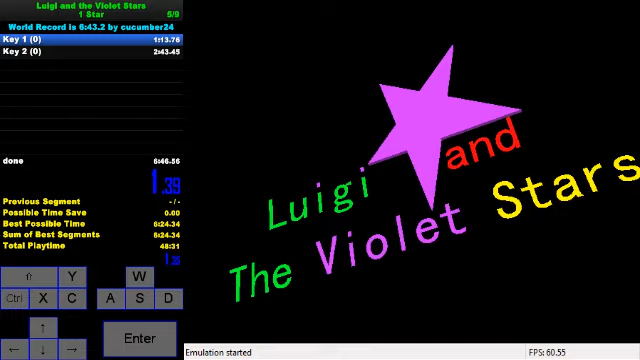 Luigi and the Violet Stars
1 Star 5/9
World Record is 6:43.2 by cucumber24
Key 1 (0) 1:13.76
Key 2 (0) 2:43.45
done 6:46.56
1.39
Previous Segment -/-
Possible Time Save 0.00
Best Possible Time 6:24.34
Sum of Best Segments 6:24.34
Total Playtime 48:31
⇧ Y W
Ctrl X C A S D
↑
← ↓ → Enter
Luigi and
The Violet Stars
Emulation started FPS: 60.55